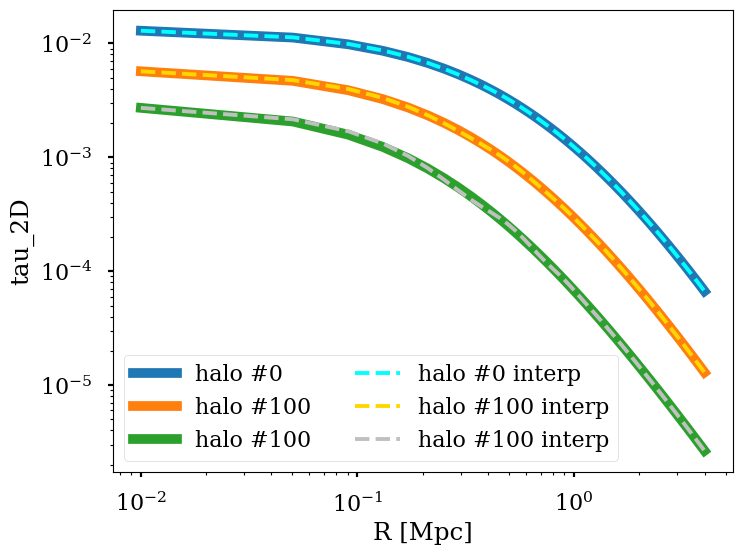 10⁻²
10⁻³
10⁻⁴
10⁻⁵
tau_2D
halo #0
halo #100
halo #100
halo #0 interp
halo #100 interp
halo #100 interp
10⁻²
10⁻¹
10⁰
R [Mpc]